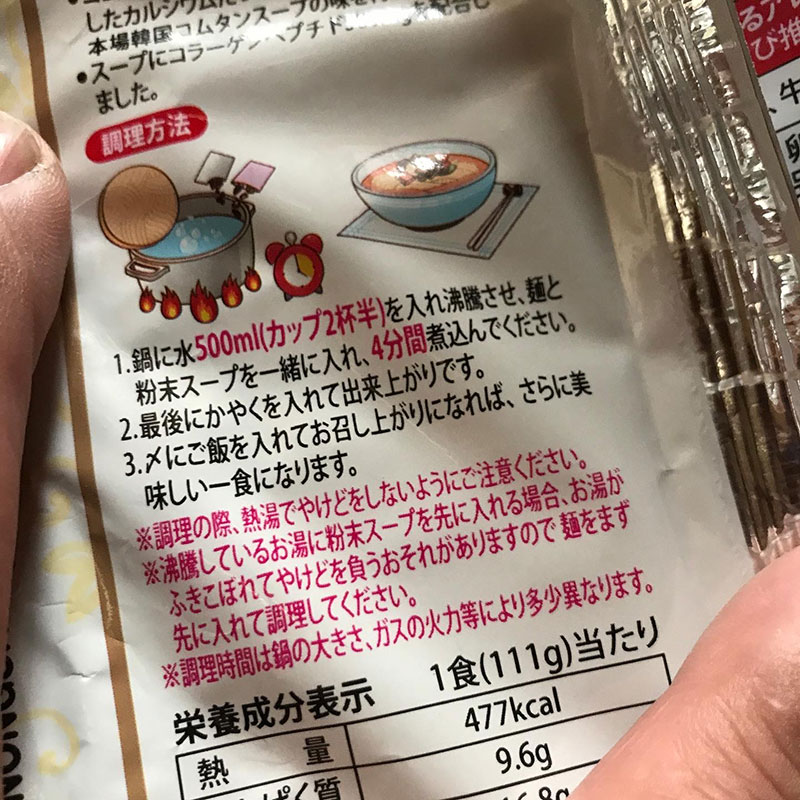 したカルシウム
本場韓国コムタンスープの味を
•スープにコラーゲンペプチド
ました。
調理方法
1.鍋に水500ml(カップ2杯半)を入れ沸騰させ、麺と
粉末スープを一緒に入れ、4分間煮込んでください。
2.最後にかやくを入れて出来上がりです。
3.〆にご飯を入れてお召し上がりになれば、さらに美
味しい一食になります。
※調理の際、熱湯でやけどをしないようにご注意ください。
※沸騰しているお湯に粉末スープを先に入れる場合、お湯が
ふきこぼれてやけどを負うおそれがありますので 麺をまず
先に入れて調理してください。
※調理時間は鍋の大きさ、ガスの火力等により多少異なります。
栄養成分表示 1食(111g)当たり
熱 量 477kcal
ぱく質 9.6g